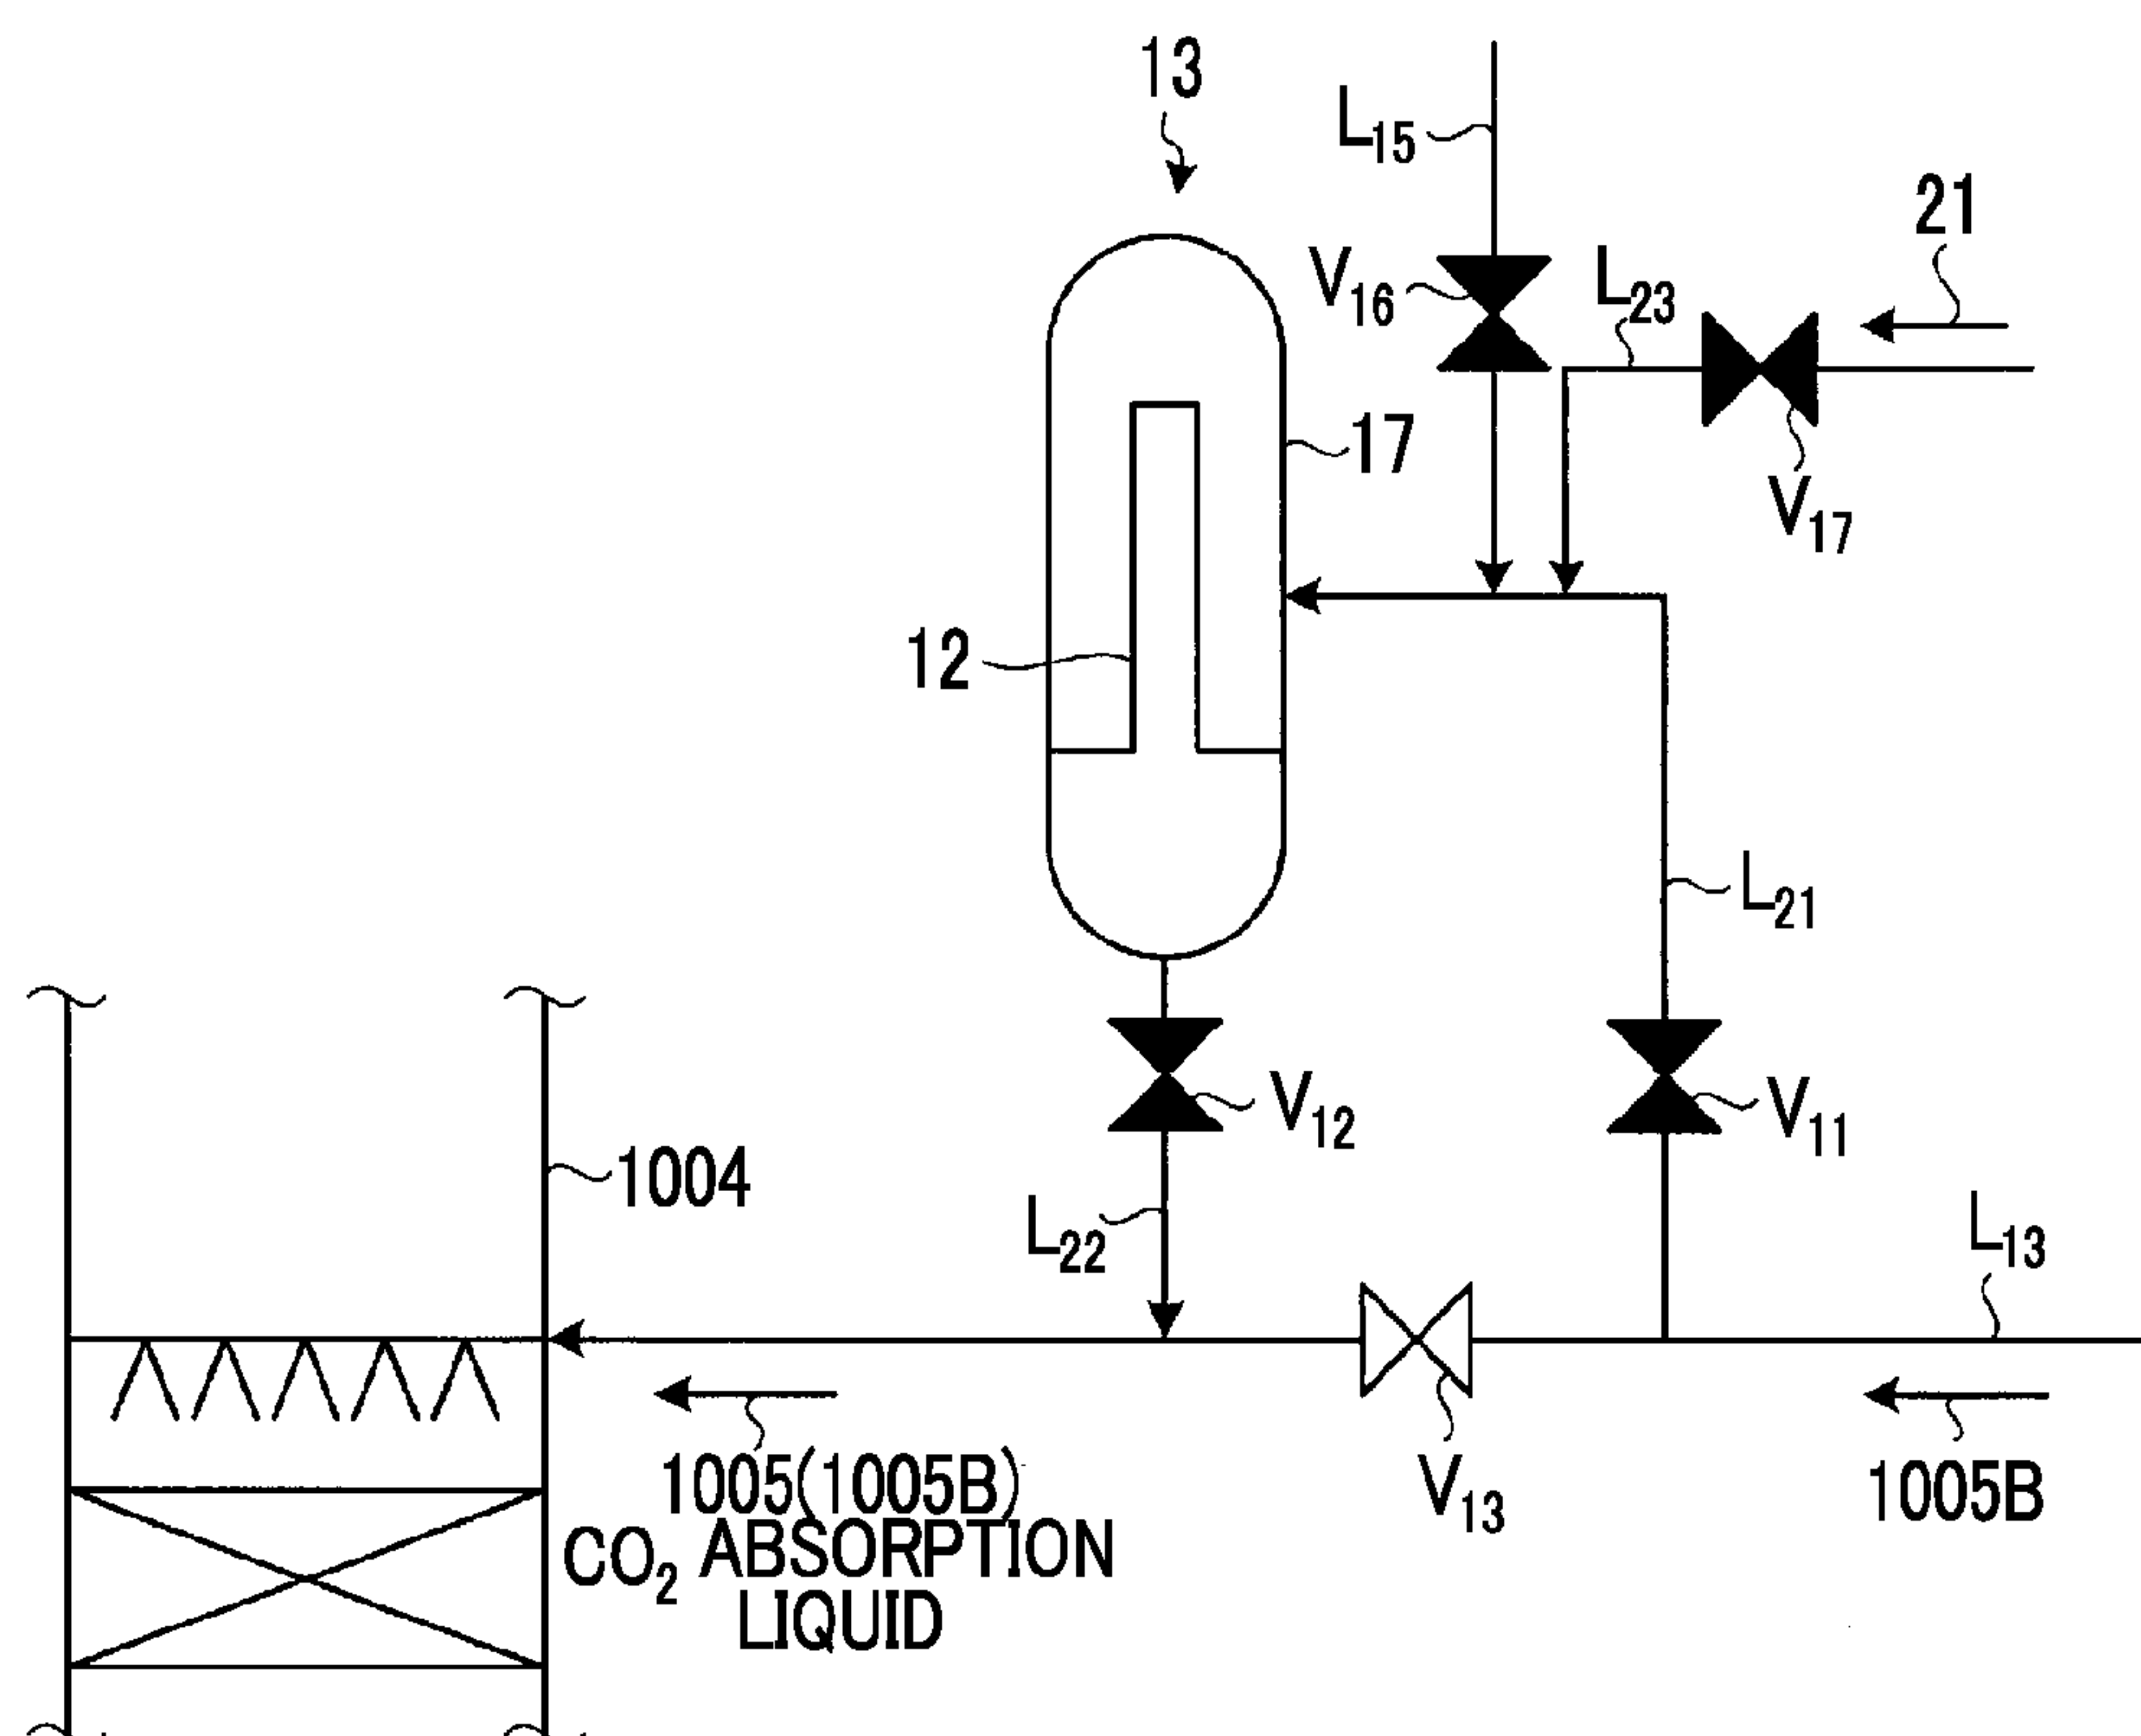 13
L15
21
V16
L23
17
V17
12
L21
V12
V11
1004
L22
L13
1005(1005B)
CO2 ABSORPTION
LIQUID
V13
1005B